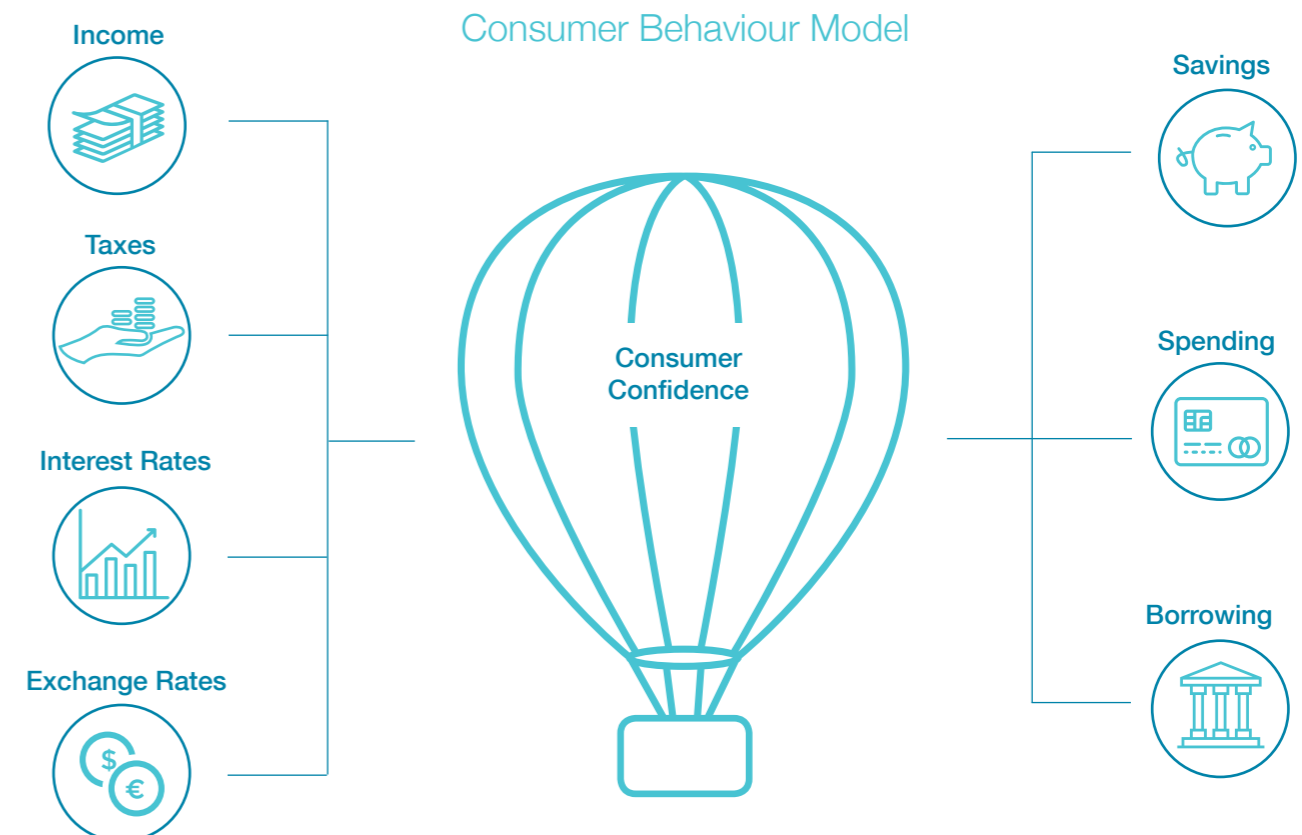 Consumer Behaviour Model
Income
Taxes
Interest Rates
Exchange Rates
$
€
Consumer
Confidence
Savings
Spending
Borrowing